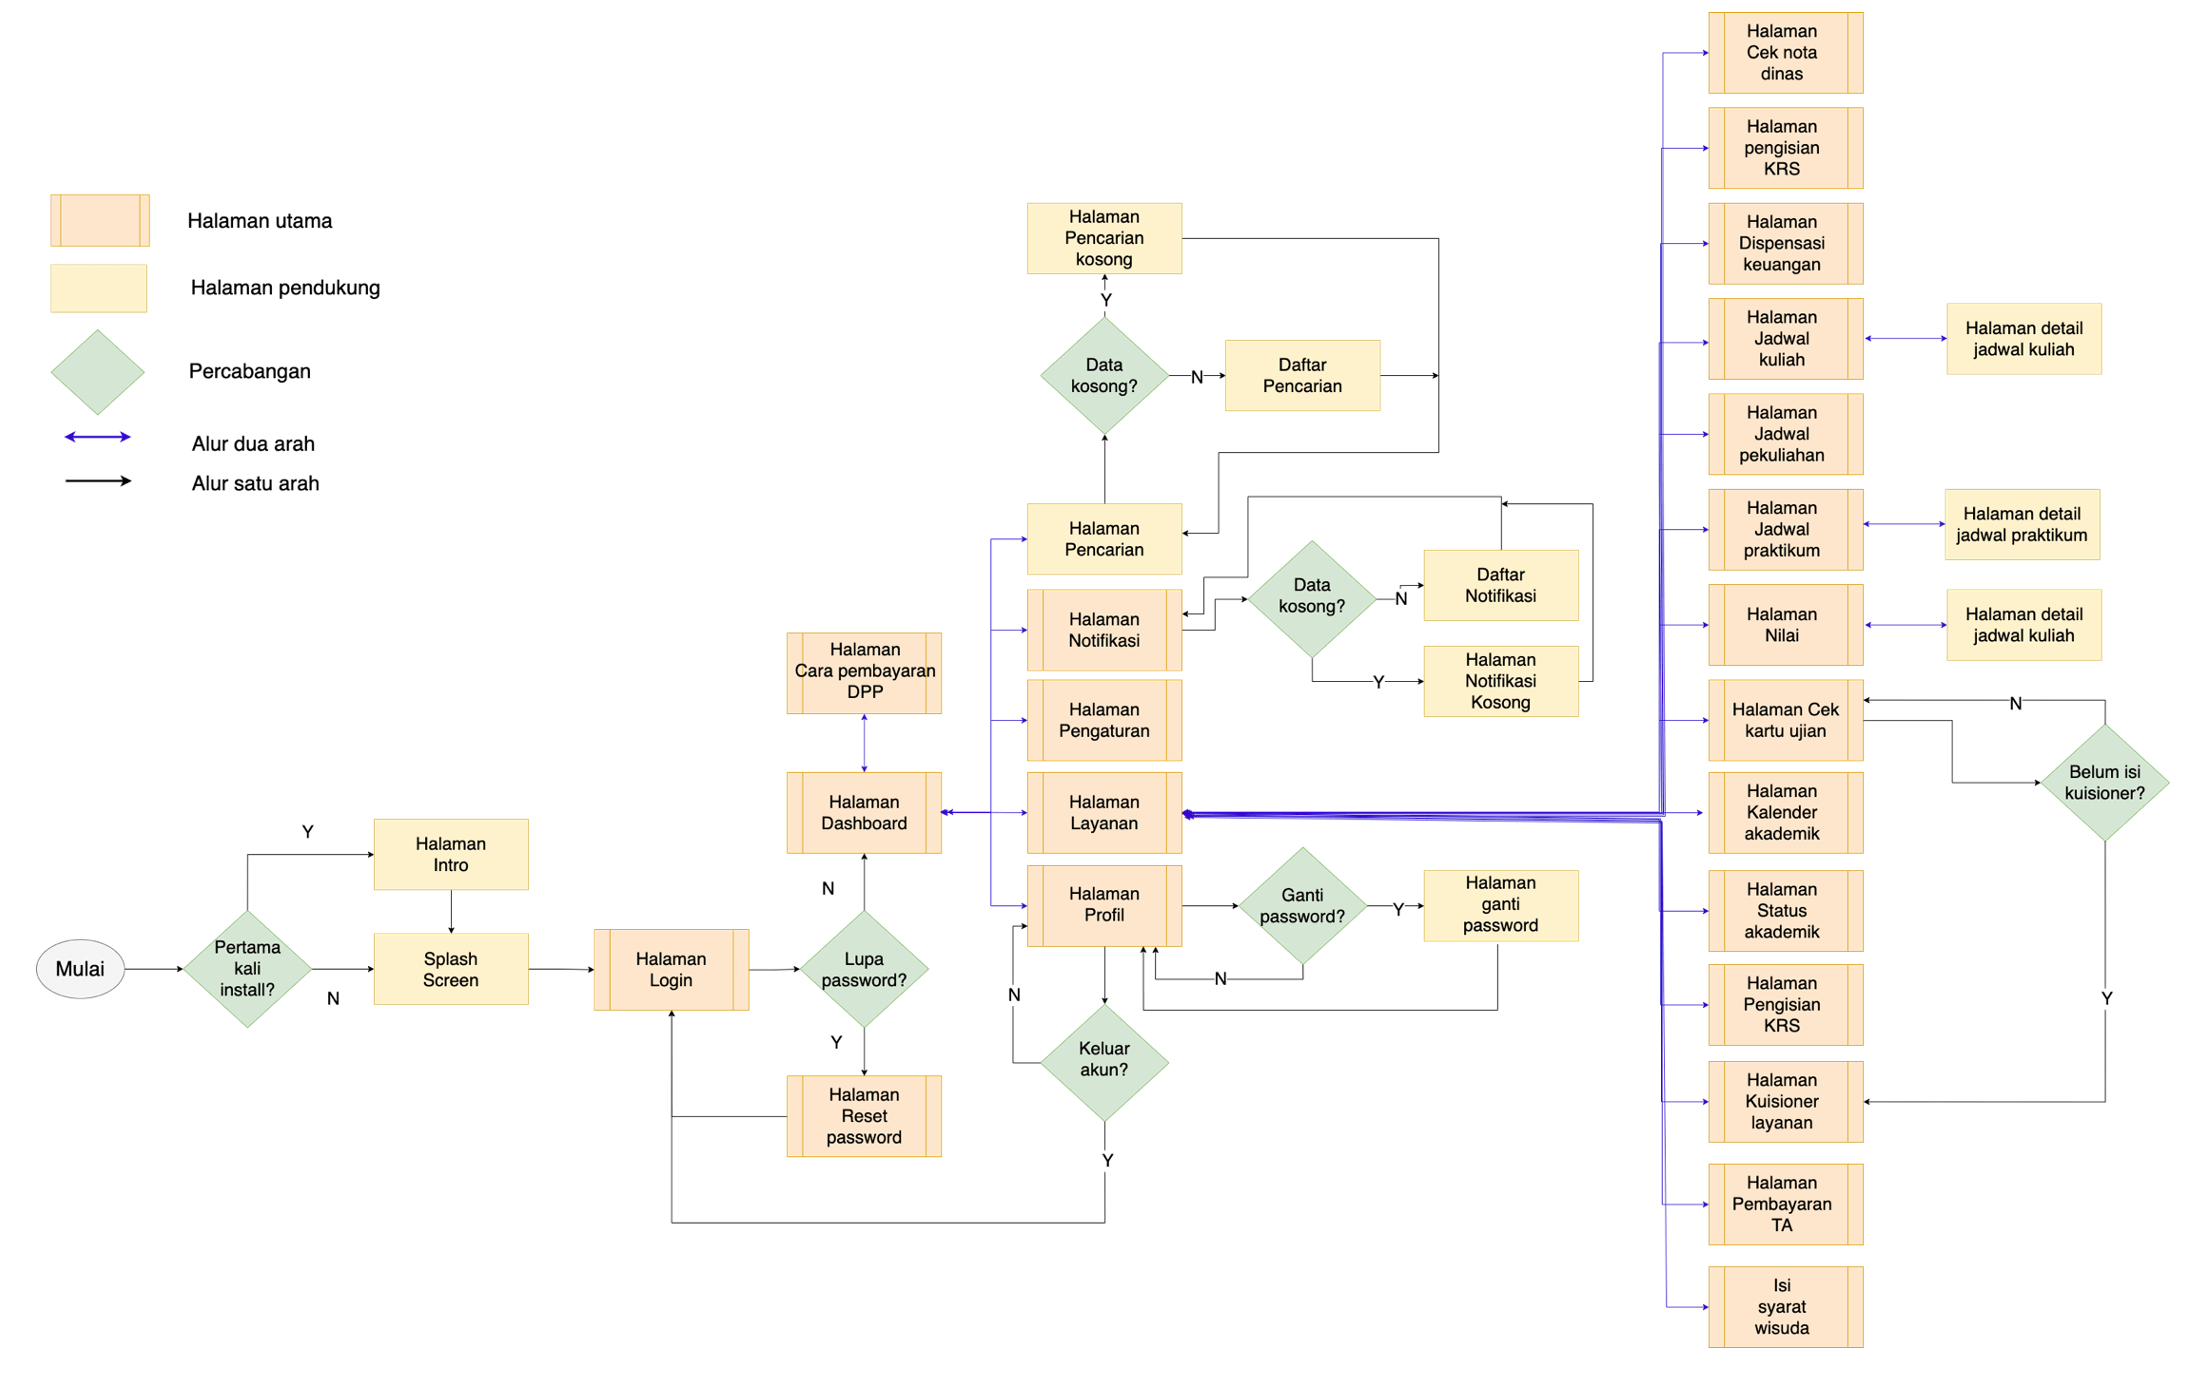 Halaman utama
Halaman pendukung
Percabangan
Alur dua arah
Alur satu arah
Mulai
Pertama
kali
install?
Y
N
Halaman
Intro
Splash
Screen
Halaman
Login
Lupa
password?
N
Y
Halaman
Reset
password
Halaman
Dashboard
Halaman
Cara pembayaran
DPP
Halaman
Pencarian
kosong
Y
Data
kosong?
N
Daftar
Pencarian
Halaman
Pencarian
Halaman
Notifikasi
Data
kosong?
N
Daftar
Notifikasi
Y
Halaman
Notifikasi
Kosong
Halaman
Pengaturan
Halaman
Layanan
Halaman
Profil
Ganti
password?
Y
Halaman
ganti
password
N
N
Keluar
akun?
Y
Halaman
Cek nota
dinas
Halaman
pengisian
KRS
Halaman
Dispensasi
keuangan
Halaman
Jadwal
kuliah
Halaman detail
jadwal kuliah
Halaman
Jadwal
pekuliahan
Halaman
Jadwal
praktikum
Halaman detail
jadwal praktikum
Halaman
Nilai
Halaman detail
jadwal kuliah
Halaman Cek
kartu ujian
N
Belum isi
kuisioner?
Y
Halaman
Kalender
akademik
Halaman
Status
akademik
Halaman
Pengisian
KRS
Halaman
Kuisioner
layanan
Halaman
Pembayaran
TA
Isi
syarat
wisuda